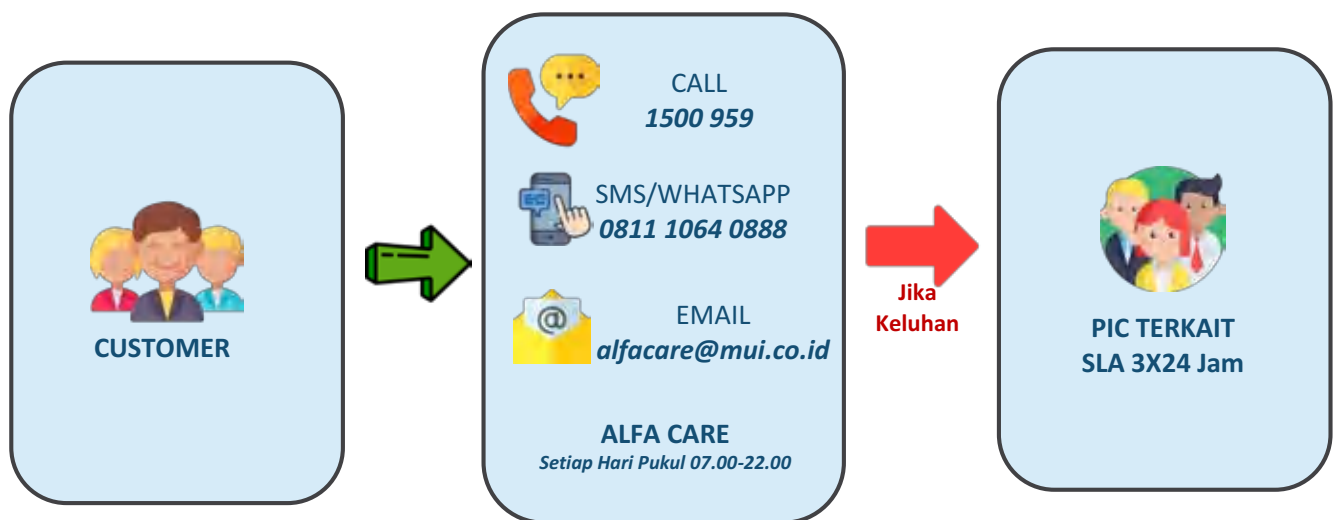 CUSTOMER
CALL
1500 959
SMS/WHATSAPP
0811 1064 0888
EMAIL
alfacare@mui.co.id
ALFA CARE
Setiap Hari Pukul 07.00-22.00
Jika
Keluhan
PIC TERKAIT
SLA 3X24 Jam